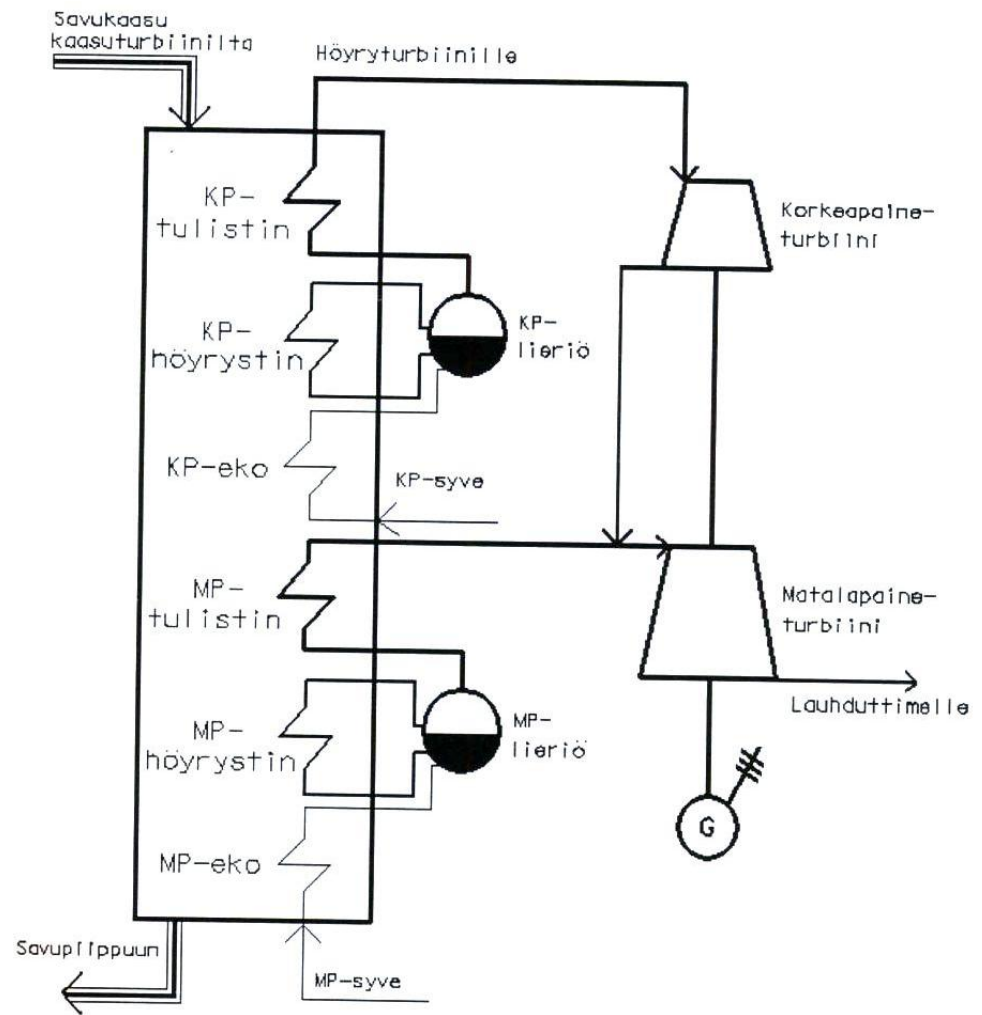 Savukaasu
kaasuturbiinilta
Höyryturbiinille
KP-
tulistin
Korkeapaine-
turbiini
KP-
höyrystin
KP-
lieriö
KP-eko
KP-syve
MP-
tulistin
Matalapaine-
turbiini
Lauhduttimelle
MP-
höyrystin
MP-
lieriö
G
MP-eko
Savupiippuun
MP-syve